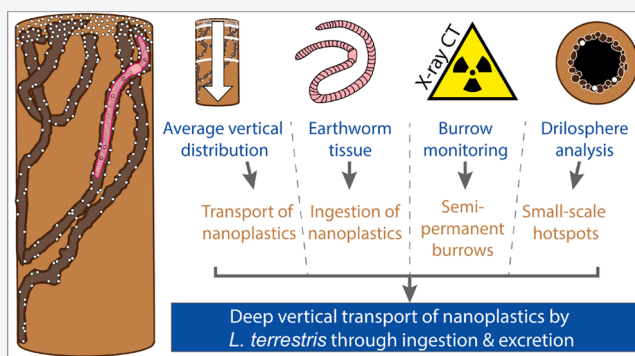 X-ray CT
Average vertical
distribution
Earthworm
tissue
Burrow
monitoring
Drilosphere
analysis
Transport of
nanoplastics
Ingestion of
nanoplastics
Semi-
permanent
burrows
Small-scale
hotspots
Deep vertical transport of nanoplastics by
L. terrestris through ingestion & excretion